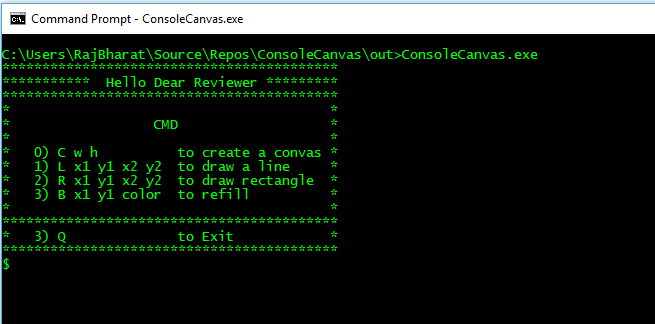 Command Prompt - ConsoleCanvas.exe
C:\Users\RajBharat\Source\Repos\ConsoleCanvas\out>ConsoleCanvas.exe
*****************************************
*********** Hello Dear Reviewer *********
*****************************************
*                                       *
*                  CMD                  *
*                                       *
*   0) C w h          to create a convas *
*   1) L x1 y1 x2 y2  to draw a line     *
*   2) R x1 y1 x2 y2  to draw rectangle  *
*   3) B x1 y1 color  to refill          *
*                                       *
*****************************************
*   3) Q              to Exit            *
*****************************************
$